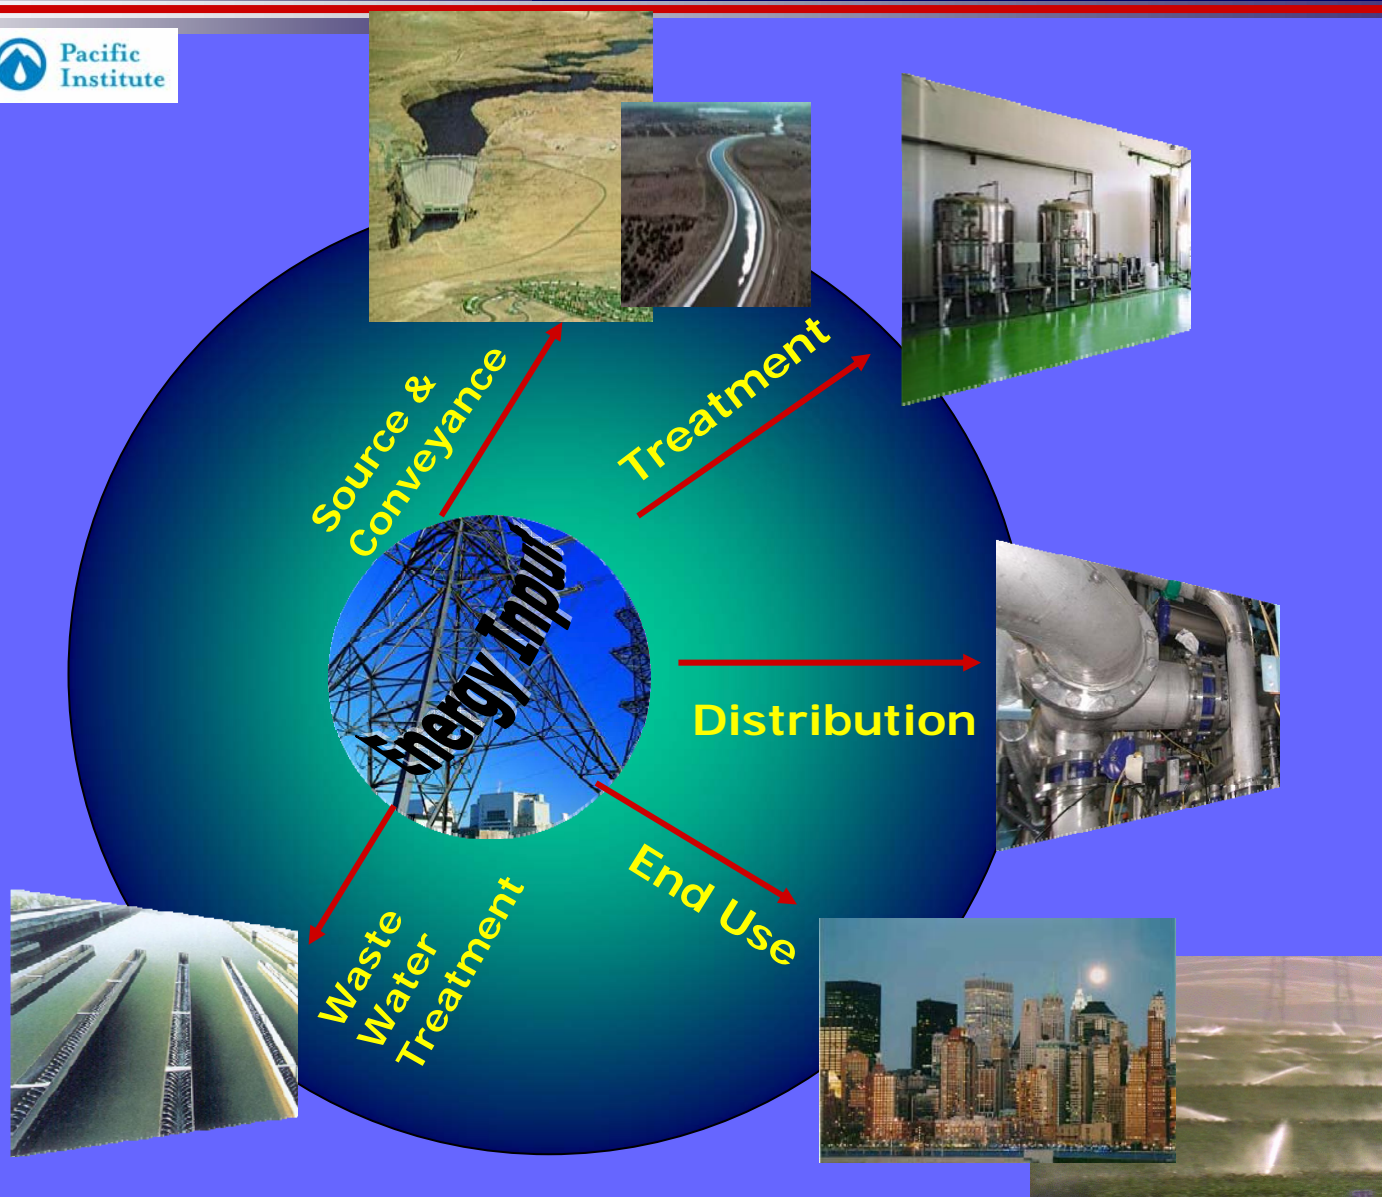 Pacific
Institute
Source &
Conveyance
Treatment
Distribution
Energy Input
End Use
Waste
Water
Treatment